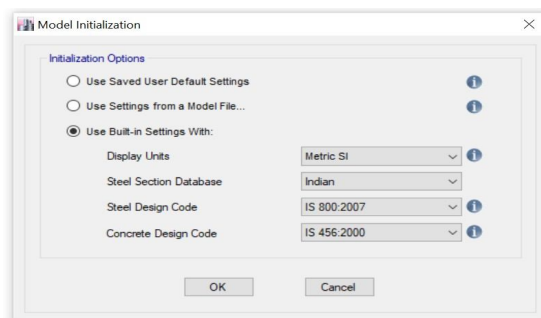 Model Initialization
Initialization Options
Use Saved User Default Settings
Use Settings from a Model File...
Use Built-in Settings With:
Display Units Metric SI
Steel Section Database Indian
Steel Design Code IS 800:2007
Concrete Design Code IS 456:2000
OK Cancel